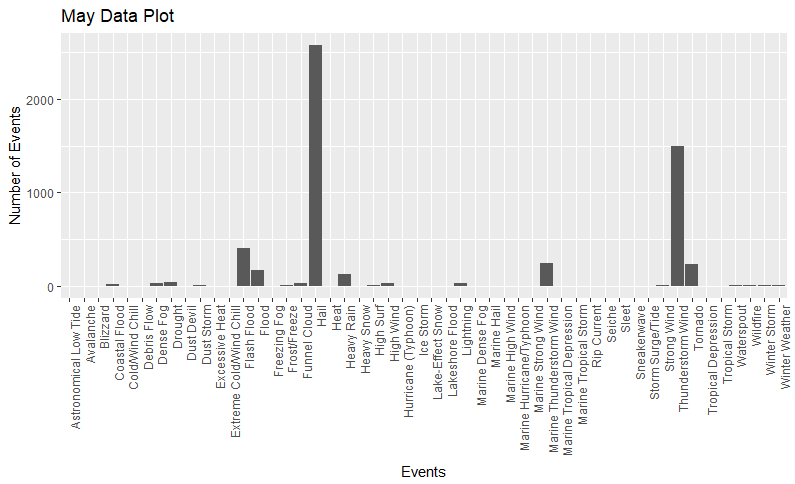 May Data Plot
Number of Events
2000
1000
0
Astronomical Low Tide
Avalanche
Blizzard
Coastal Flood
Cold/Wind Chill
Debris Flow
Dense Fog
Drought
Dust Devil
Dust Storm
Excessive Heat
Extreme Cold/Wind Chill
Flash Flood
Flood
Freezing Fog
Frost/Freeze
Funnel Cloud
Hail
Heat
Heavy Rain
Heavy Snow
High Surf
High Wind
Hurricane (Typhoon)
Ice Storm
Lake-Effect Snow
Lakeshore Flood
Lightning
Marine Dense Fog
Marine Hail
Marine High Wind
Marine Hurricane/Typhoon
Marine Strong Wind
Marine Thunderstorm Wind
Marine Tropical Depression
Marine Tropical Storm
Rip Current
Seiche
Sleet
Sneakerwave
Storm Surge/Tide
Strong Wind
Thunderstorm Wind
Tornado
Tropical Depression
Tropical Storm
Waterspout
Wildfire
Winter Storm
Winter Weather
Events